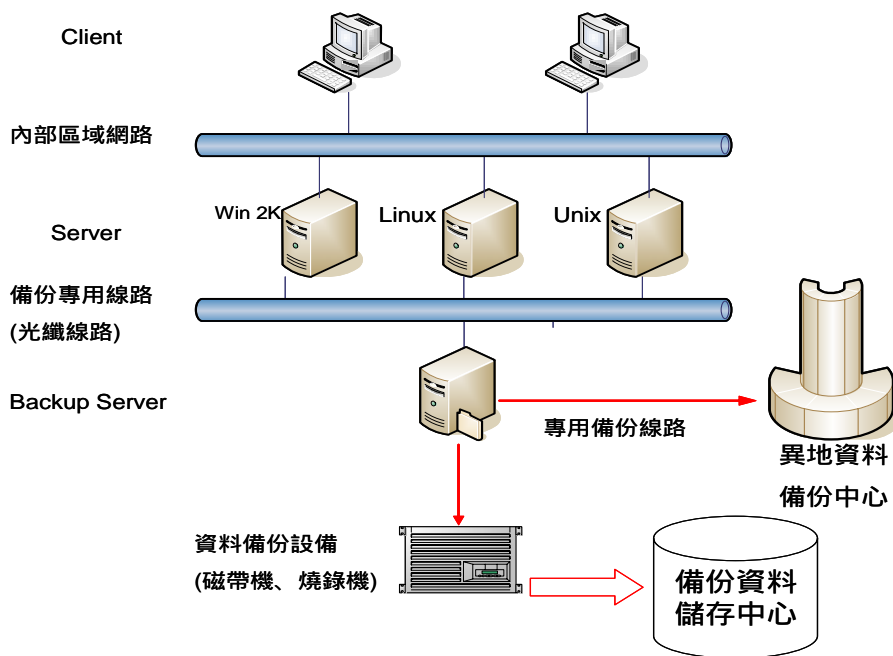 Client
內部區域網路
Win 2K
Linux
Unix
Server
備份專用線路
(光纖線路)
Backup Server
專用備份線路
異地資料
備份中心
資料備份設備
(磁帶機、燒錄機)
備份資料
儲存中心